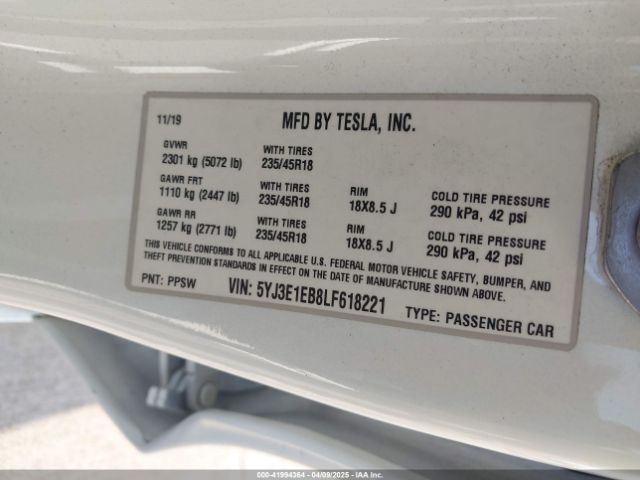 11/19 MFD BY TESLA, INC.
GVWR WITH TIRES
2301 kg (5072 lb) 235/45R18
GAWR FRT WITH TIRES RIM COLD TIRE PRESSURE
1110 kg (2447 lb) 235/45R18 18X8.5 J 290 kPa, 42 psi
GAWR RR WITH TIRES RIM COLD TIRE PRESSURE
1257 kg (2771 lb) 235/45R18 18X8.5 J 290 kPa, 42 psi
THIS VEHICLE CONFORMS TO ALL APPLICABLE U.S. FEDERAL MOTOR VEHICLE SAFETY, BUMPER, AND
THEFT PREVENTION STANDARDS IN EFFECT ON THE DATE OF MANUFACTURE SHOWN ABOVE.
PNT: PPSW VIN: 5YJ3E1EB8LF618221 TYPE: PASSENGER CAR
000-41994364 - 04/09/2025 - IAAI.COM